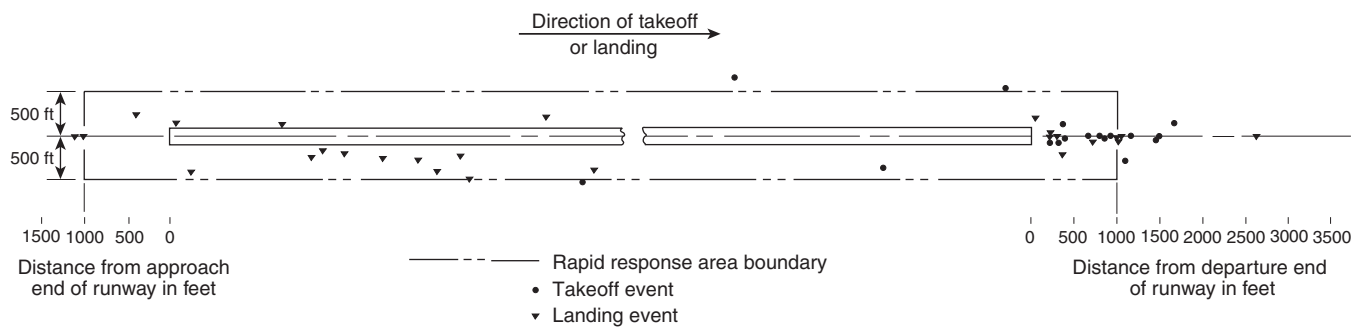 Direction of takeoff
or landing
500 ft
500 ft
1500 1000 500 0
0 500 1000 1500 2000 2500 3000 3500
Distance from approach
end of runway in feet
Rapid response area boundary
Takeoff event
Landing event
Distance from departure end
of runway in feet